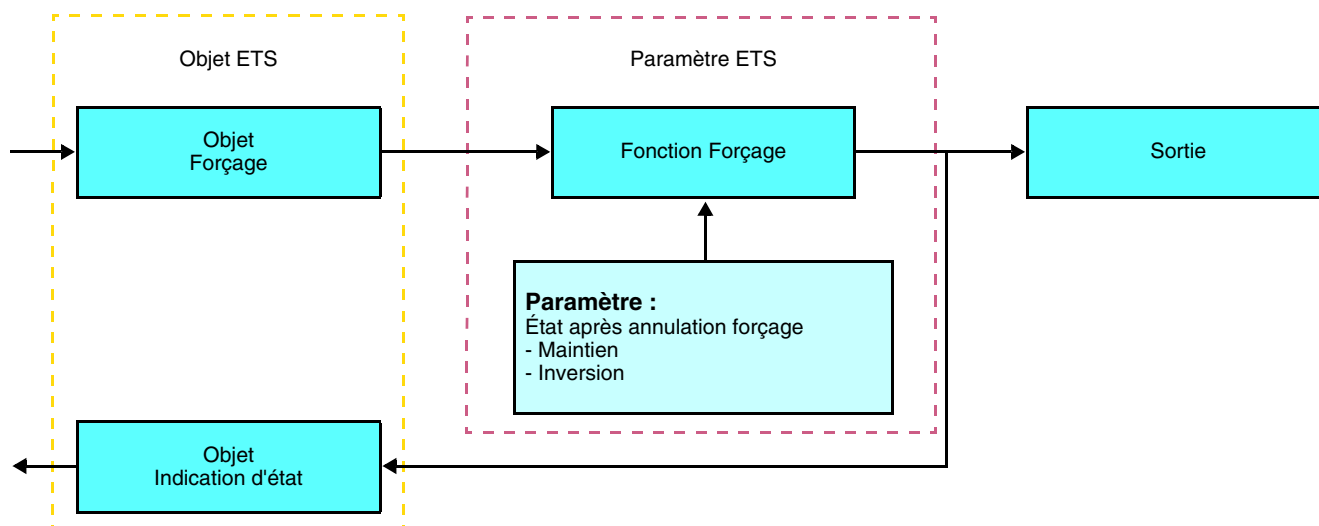 Objet ETS
Paramètre ETS
Objet
Forçage
Fonction Forçage
Sortie
Paramètre :
État après annulation forçage
- Maintien
- Inversion
Objet
Indication d'état